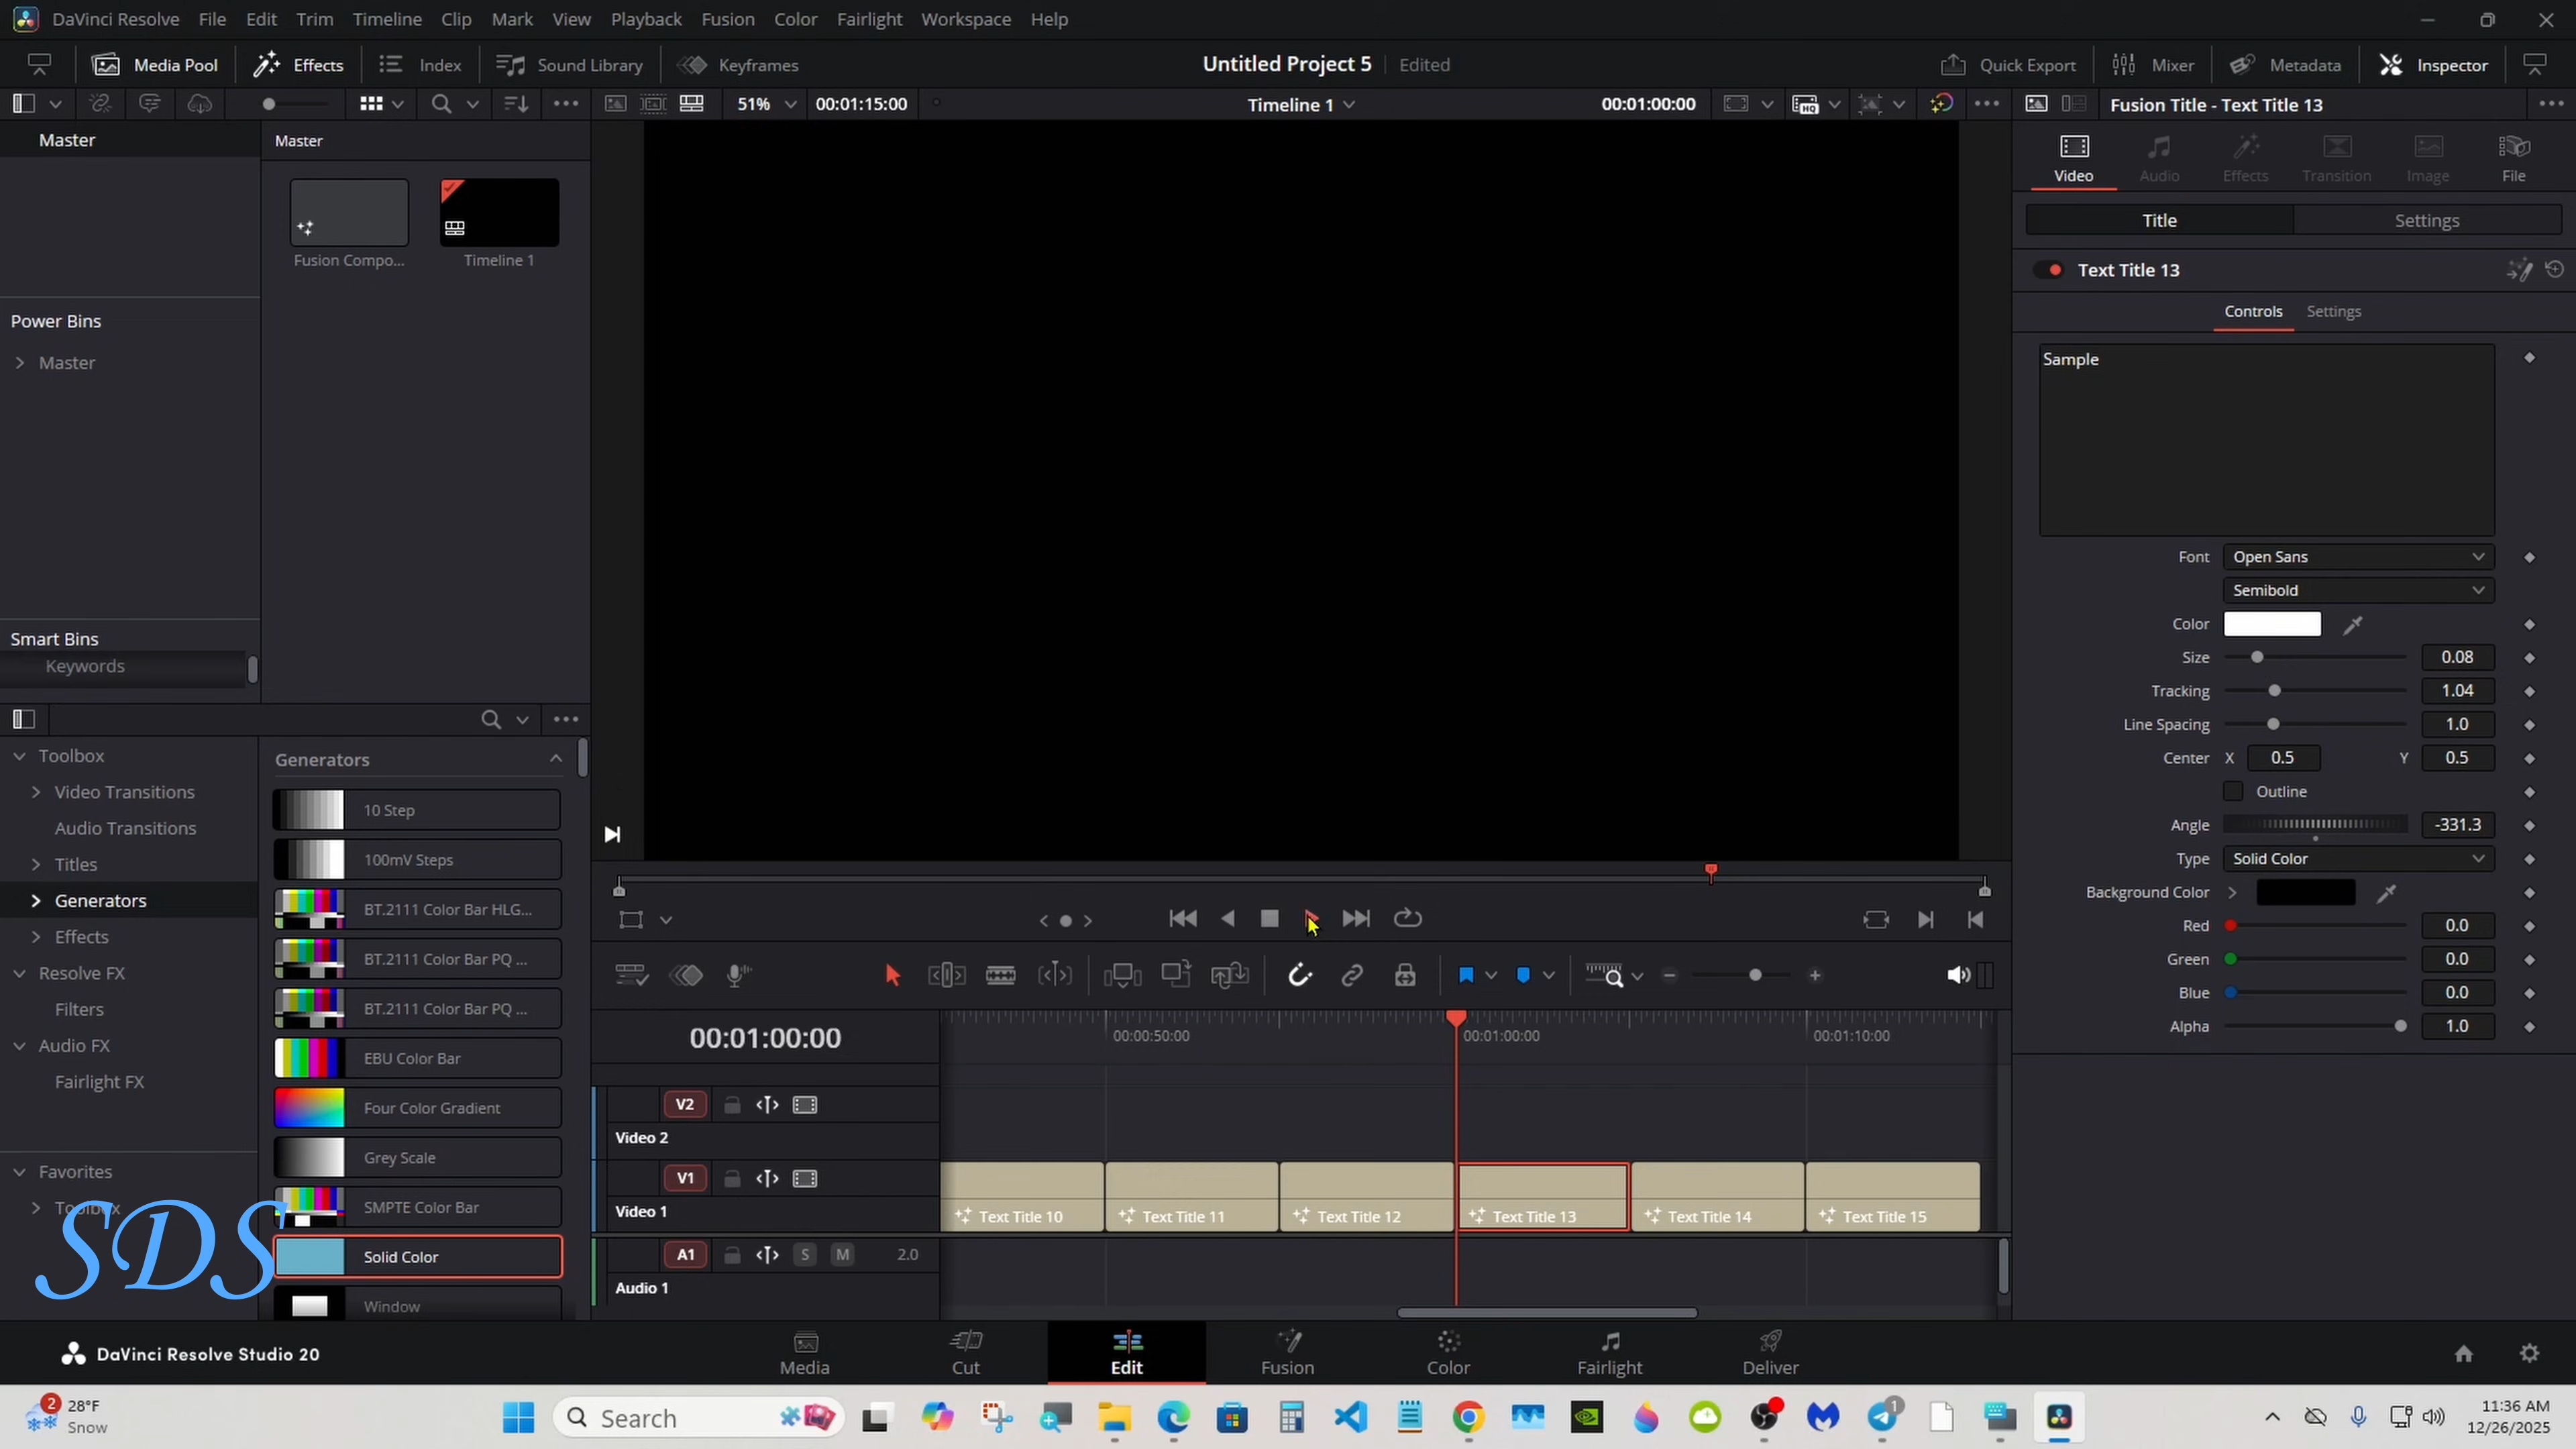 DaVinci Resolve File Edit Trim Timeline Clip Mark View Playback Fusion Color Fairlight Workspace Help
Media Pool Effects Index Sound Library Keyframes Untitled Project 5 Edited Quick Export Mixer Metadata Inspector
51% 00:01:15:00 Timeline 1 00:01:00:00 Fusion Title - Text Title 13
Master Master
Fusion Compo... Timeline 1
Power Bins
Master
Smart Bins
Keywords
Video Audio Effects Transition Image File
Title Settings
Text Title 13
Controls Settings
Sample
Font Open Sans
Semibold
Color
Size 0.08
Tracking 1.04
Line Spacing 1.0
Center X 0.5 Y 0.5
Outline
Angle -331.3
Type Solid Color
Background Color
Red 0.0
Green 0.0
Blue 0.0
Alpha 1.0
Toolbox
Video Transitions
Audio Transitions
Titles
Generators
Effects
Resolve FX
Filters
Audio FX
Fairlight FX
Favorites
Toolbox
SDS
Generators
10 Step
100mV Steps
BT.2111 Color Bar HLG...
BT.2111 Color Bar PQ ...
BT.2111 Color Bar PQ ...
EBU Color Bar
Four Color Gradient
Grey Scale
SMPTE Color Bar
Solid Color
Window
00:01:00:00 00:00:50:00 00:01:00:00 00:01:10:00
V2
Video 2
V1
Video 1
Text Title 10 Text Title 11 Text Title 12 Text Title 13 Text Title 14 Text Title 15
A1 S M 2.0
Audio 1
DaVinci Resolve Studio 20 Media Cut Edit Fusion Color Fairlight Deliver
2 28°F
Snow
Search
1
11:36 AM
12/26/2025